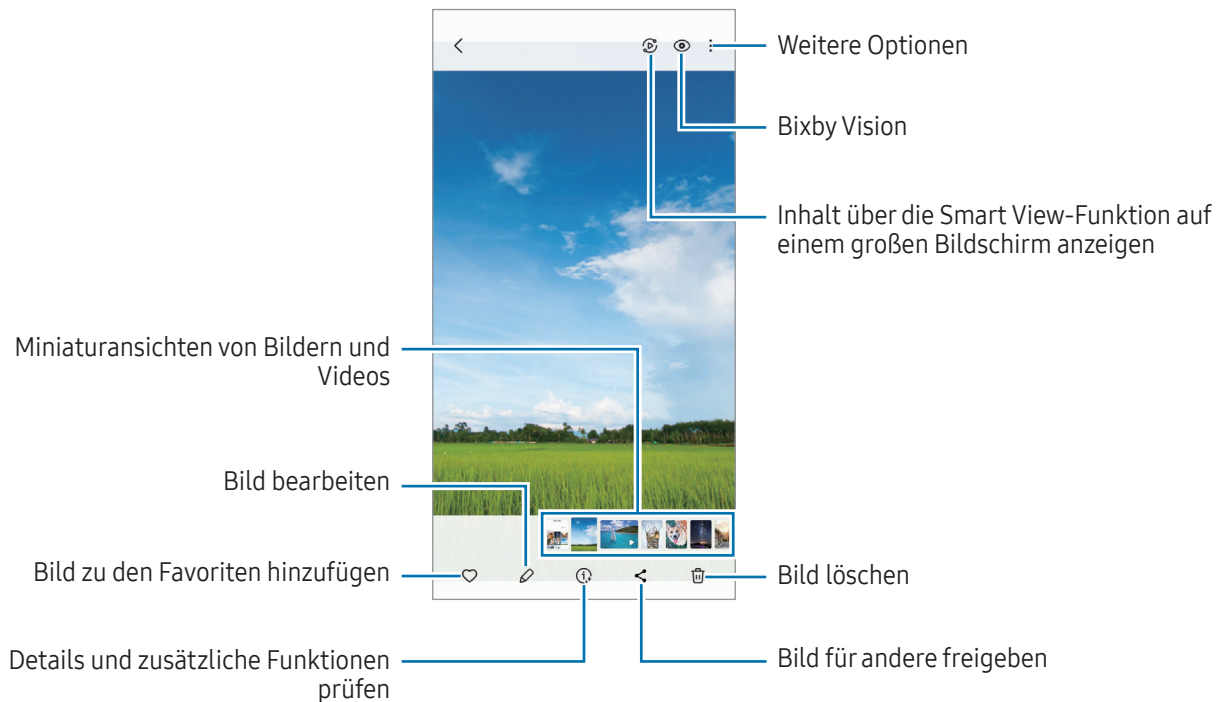 Weitere Optionen
Bixby Vision
Inhalt über die Smart View-Funktion auf
einem großen Bildschirm anzeigen
Miniaturansichten von Bildern und
Videos
Bild bearbeiten
Bild zu den Favoriten hinzufügen
Bild löschen
Details und zusätzliche Funktionen
prüfen
Bild für andere freigeben